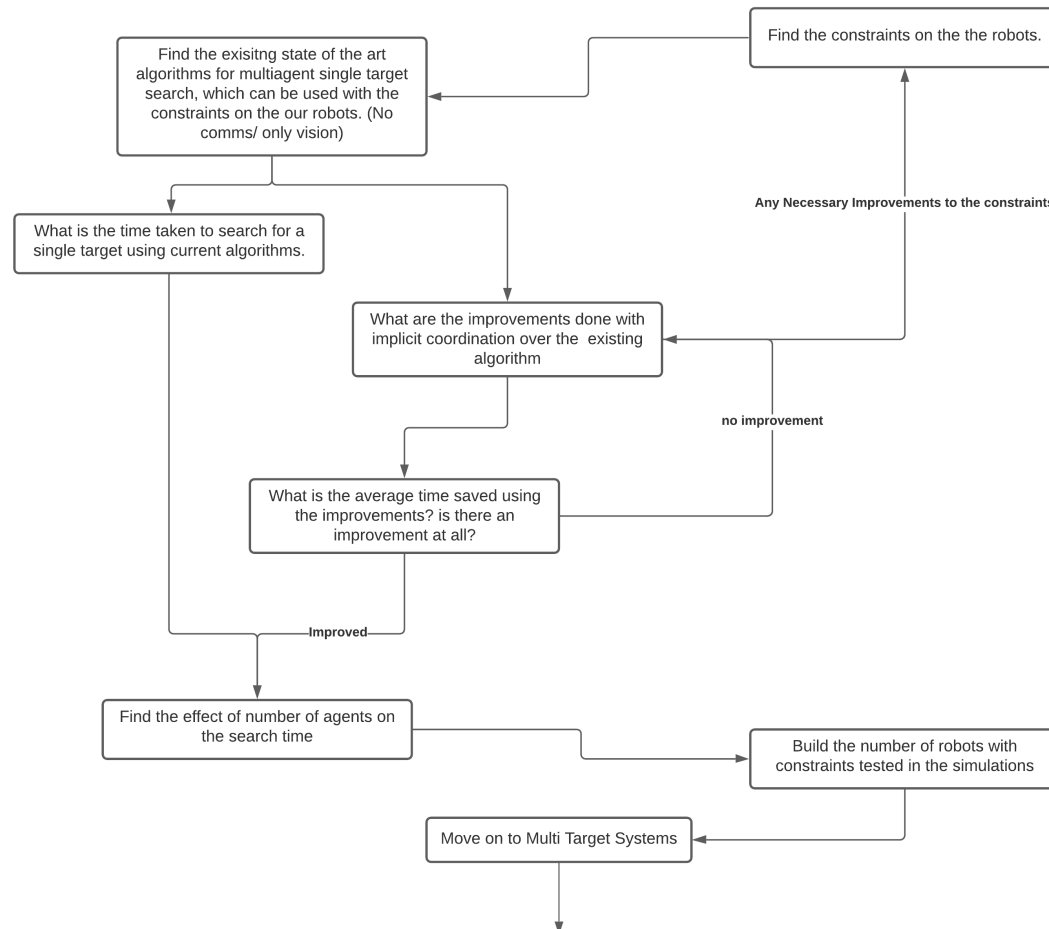 Find the constraints on the the robots.
Find the exisitng state of the art
algorithms for multiagent single target
search, which can be used with the
constraints on the our robots. (No
comms/ only vision)
Any Necessary Improvements to the constraints
What is the time taken to search for a
single target using current algorithms.
What are the improvements done with
implicit coordination over the existing
algorithm
no improvement
What is the average time saved using
the improvements? is there an
improvement at all?
Improved
Find the effect of number of agents on
the search time
Build the number of robots with
constraints tested in the simulations
Move on to Multi Target Systems